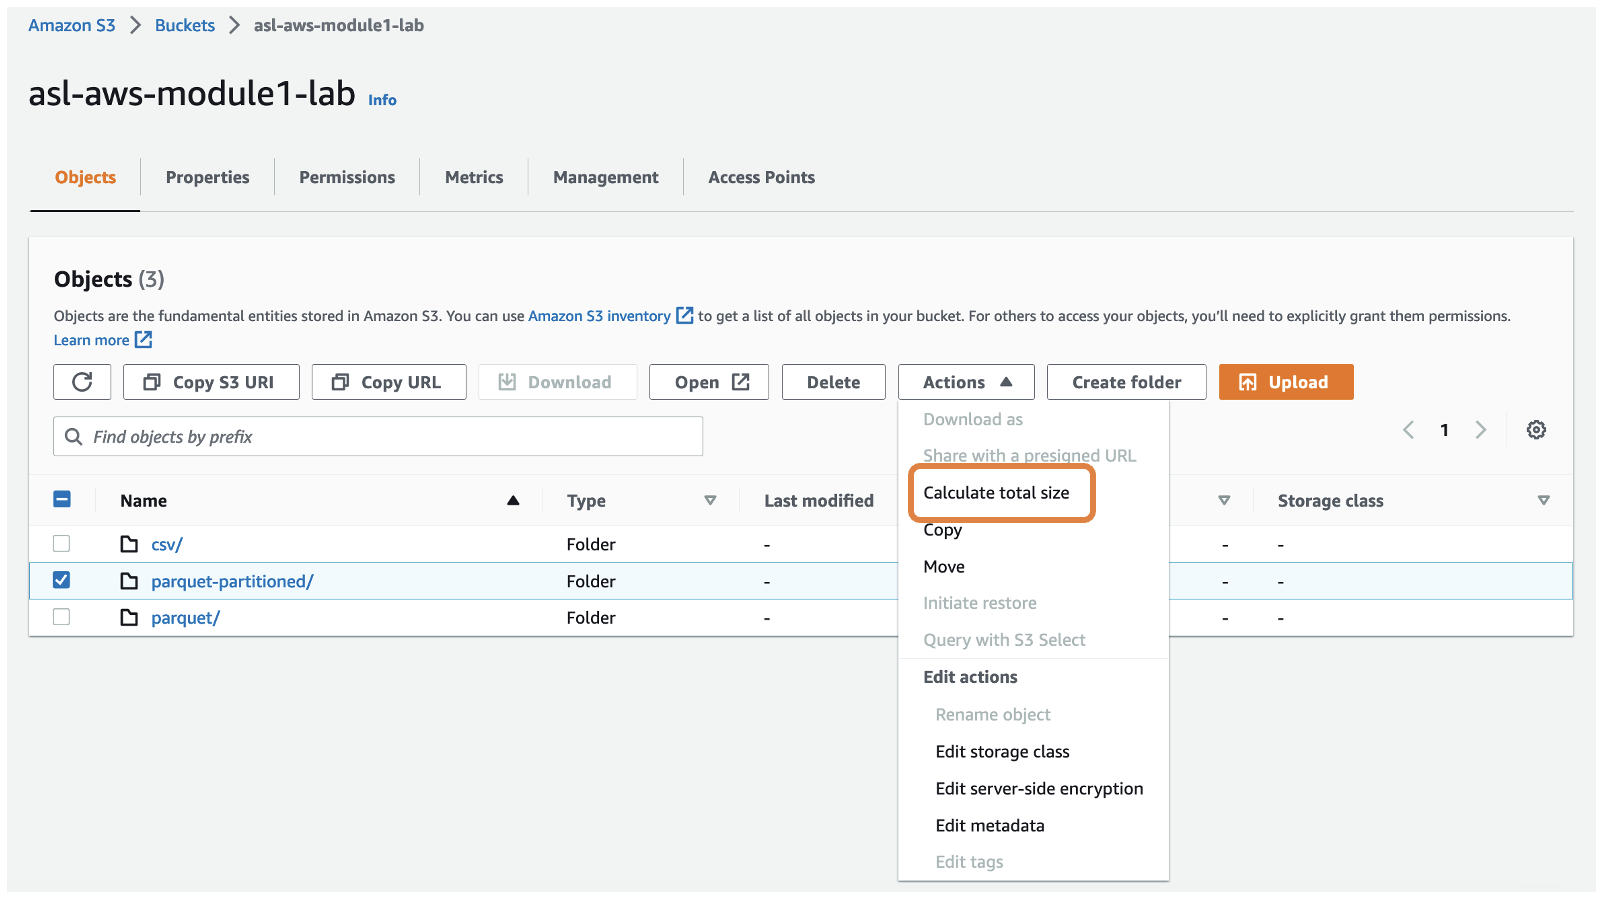 Amazon S3 > Buckets > asl-aws-module1-lab
asl-aws-module1-lab Info
Objects Properties Permissions Metrics Management Access Points
Objects (3)
Objects are the fundamental entities stored in Amazon S3. You can use Amazon S3 inventory to get a list of all objects in your bucket. For others to access your objects, you'll need to explicitly grant them permissions.
Learn more
Copy S3 URI Copy URL Download Open Delete Actions Create folder Upload
Find objects by prefix
1
Name Type Last modified Storage class
csv/ Folder - - -
parquet-partitioned/ Folder - - -
parquet/ Folder - - -
Download as
Share with a presigned URL
Calculate total size
Copy
Move
Initiate restore
Query with S3 Select
Edit actions
Rename object
Edit storage class
Edit server-side encryption
Edit metadata
Edit tags